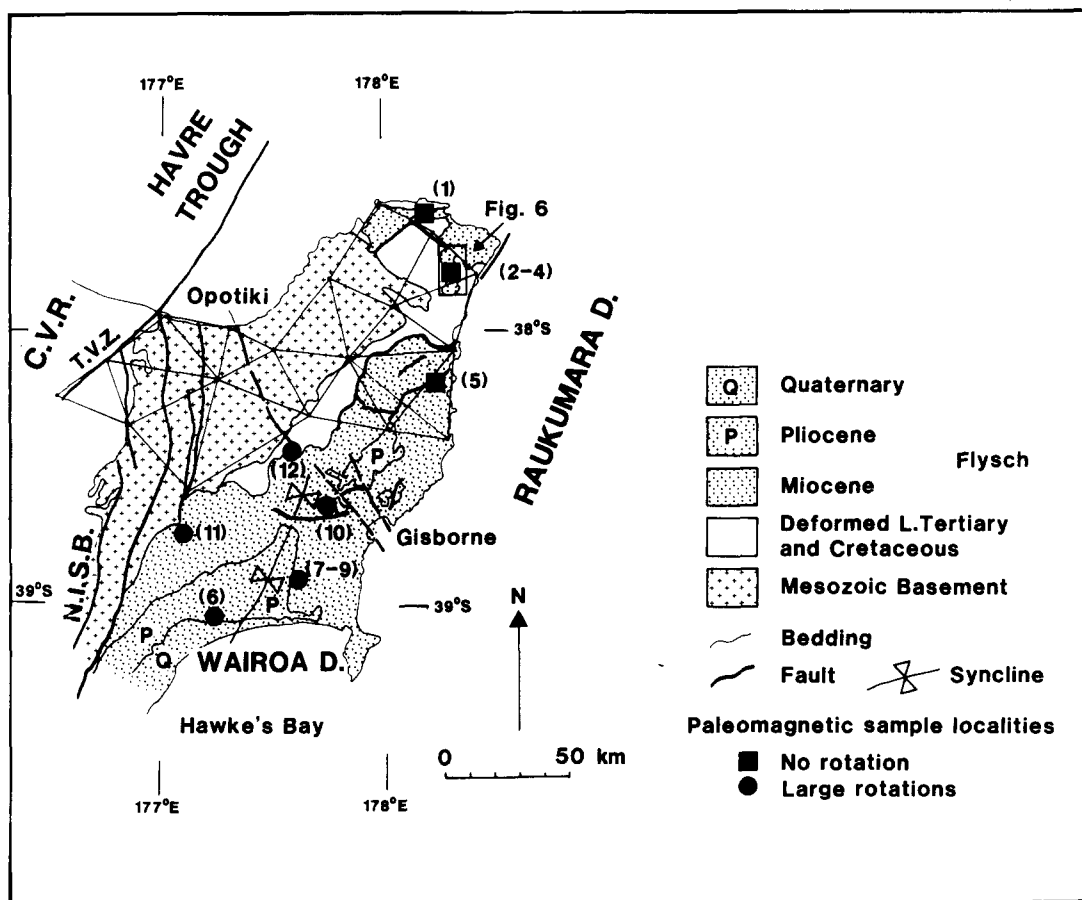 177°E
178°E
HAVRE
TROUGH
(1)
Fig. 6
(2-4)
Opotiki
C.V.R.
T.V.Z.
38°S
(5)
RAUKUMARA D.
P
(12)
(10)
Gisborne
(11)
N.I.S.B.
(7-9)
39°S
(6)
P
39°S
P
Q
WAIROA D.
N
Hawke's Bay
0 50 km
177°E
178°E
Q Quaternary
P Pliocene
Flysch
Miocene
Deformed L.Tertiary
and Cretaceous
Mesozoic Basement
Bedding
Fault Syncline
Paleomagnetic sample localities
No rotation
Large rotations